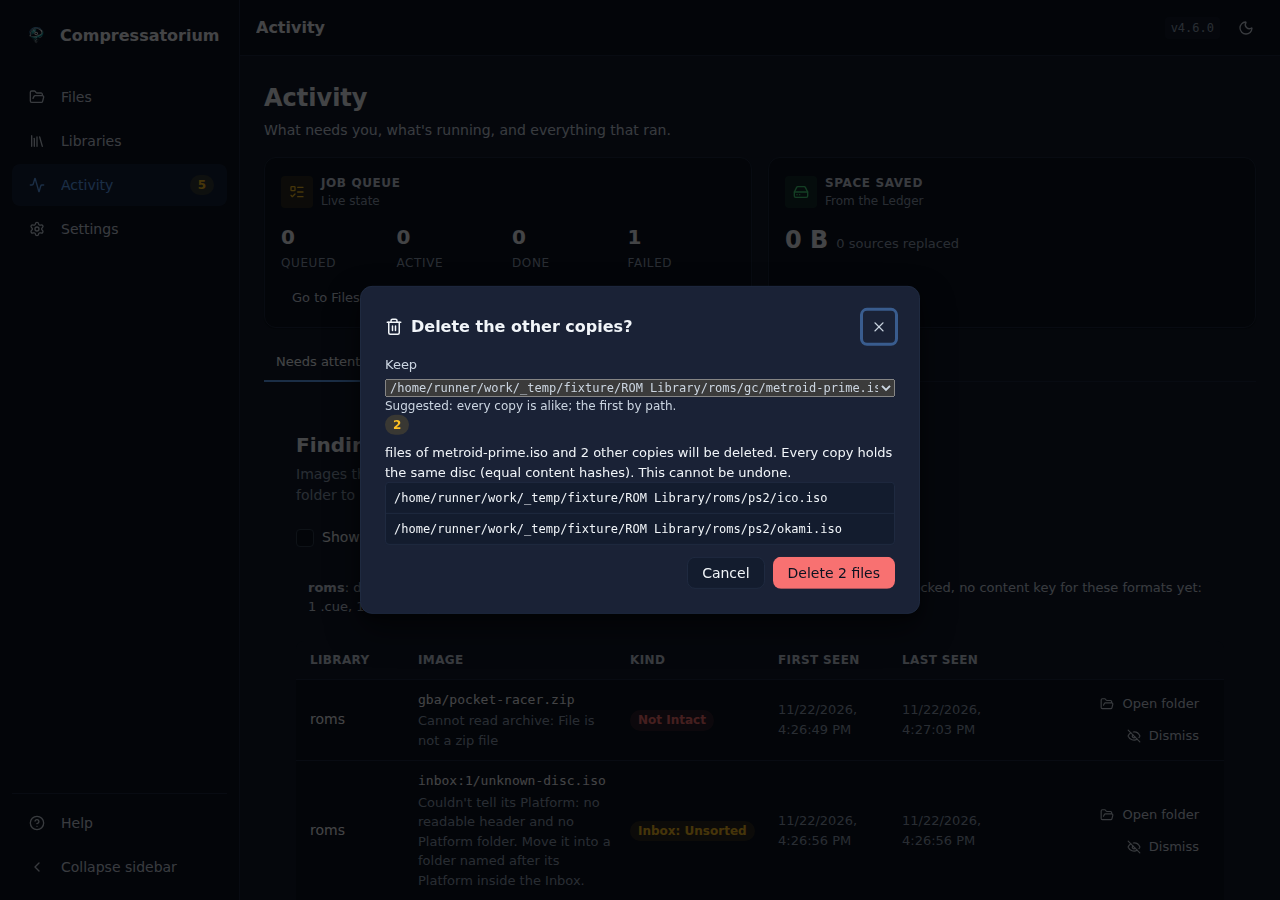 Compressatorium
Activity
v4.6.0
Files
Libraries
Activity 5
Settings
Help
Collapse sidebar
Activity
What needs you, what's running, and everything that ran.
JOB QUEUE
Live state
0 0 0 1
QUEUED ACTIVE DONE FAILED
Go to Files
SPACE SAVED
From the Ledger
0 B 0 sources replaced
Needs attent
Delete the other copies?
Keep
/home/runner/work/_temp/fixture/ROM Library/roms/gc/metroid-prime.is
Suggested: every copy is alike; the first by path.
2
files of metroid-prime.iso and 2 other copies will be deleted. Every copy holds
the same disc (equal content hashes). This cannot be undone.
/home/runner/work/_temp/fixture/ROM Library/roms/ps2/ico.iso
/home/runner/work/_temp/fixture/ROM Library/roms/ps2/okami.iso
Cancel
Delete 2 files
Images
folder to
Show
roms: cked, no content key for these formats yet:
1 .cue,
LIBRARY IMAGE KIND FIRST SEEN LAST SEEN
roms
gba/pocket-racer.zip
Cannot read archive: File is
not a zip file
Not Intact
11/22/2026,
4:26:49 PM
11/22/2026,
4:27:03 PM
Open folder
Dismiss
roms
inbox:1/unknown-disc.iso
Couldn't tell its Platform: no
readable header and no
Platform folder. Move it into a
folder named after its
Platform inside the Inbox.
Inbox: Unsorted
11/22/2026,
4:26:56 PM
11/22/2026,
4:26:56 PM
Open folder
Dismiss